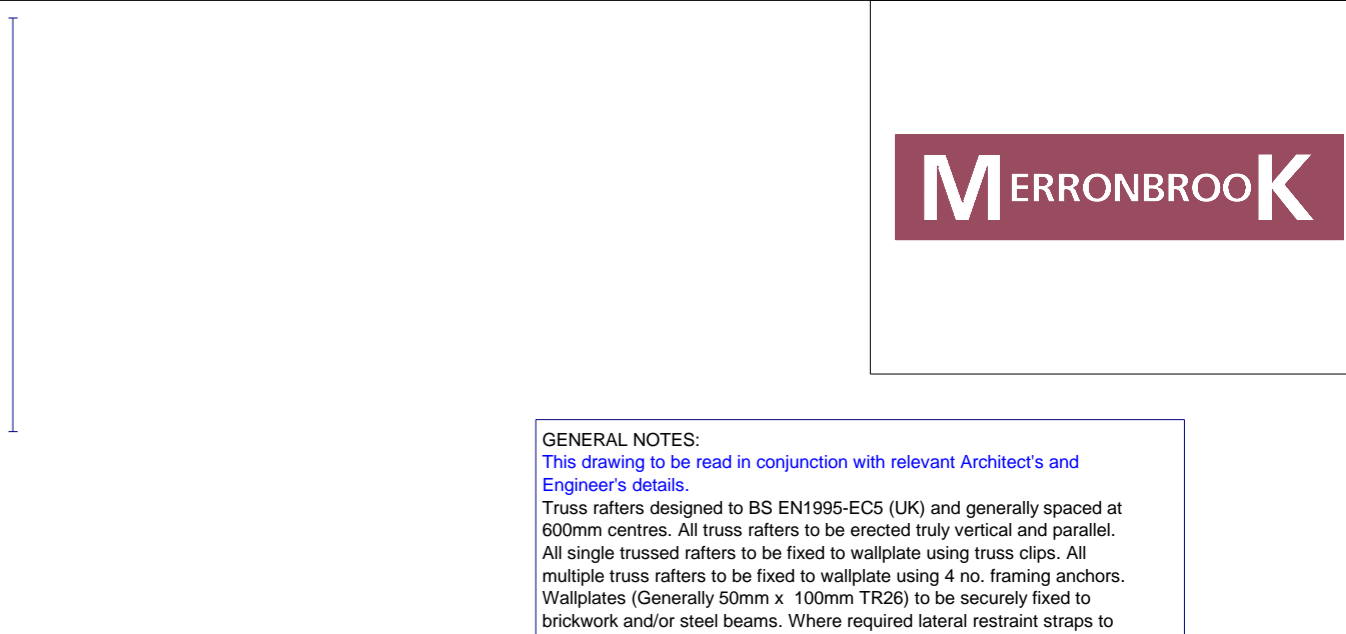 MERRONBROOK
GENERAL NOTES:
This drawing to be read in conjunction with relevant Architect's and
Engineer's details.
Truss rafters designed to BS EN1995-EC5 (UK) and generally spaced at
600mm centres. All truss rafters to be erected truly vertical and parallel.
All single trussed rafters to be fixed to wallplate using truss clips. All
multiple truss rafters to be fixed to wallplate using 4 no. framing anchors.
Wallplates (Generally 50mm x  100mm TR26) to be securely fixed to
brickwork and/or steel beams. Where required lateral restraint straps to